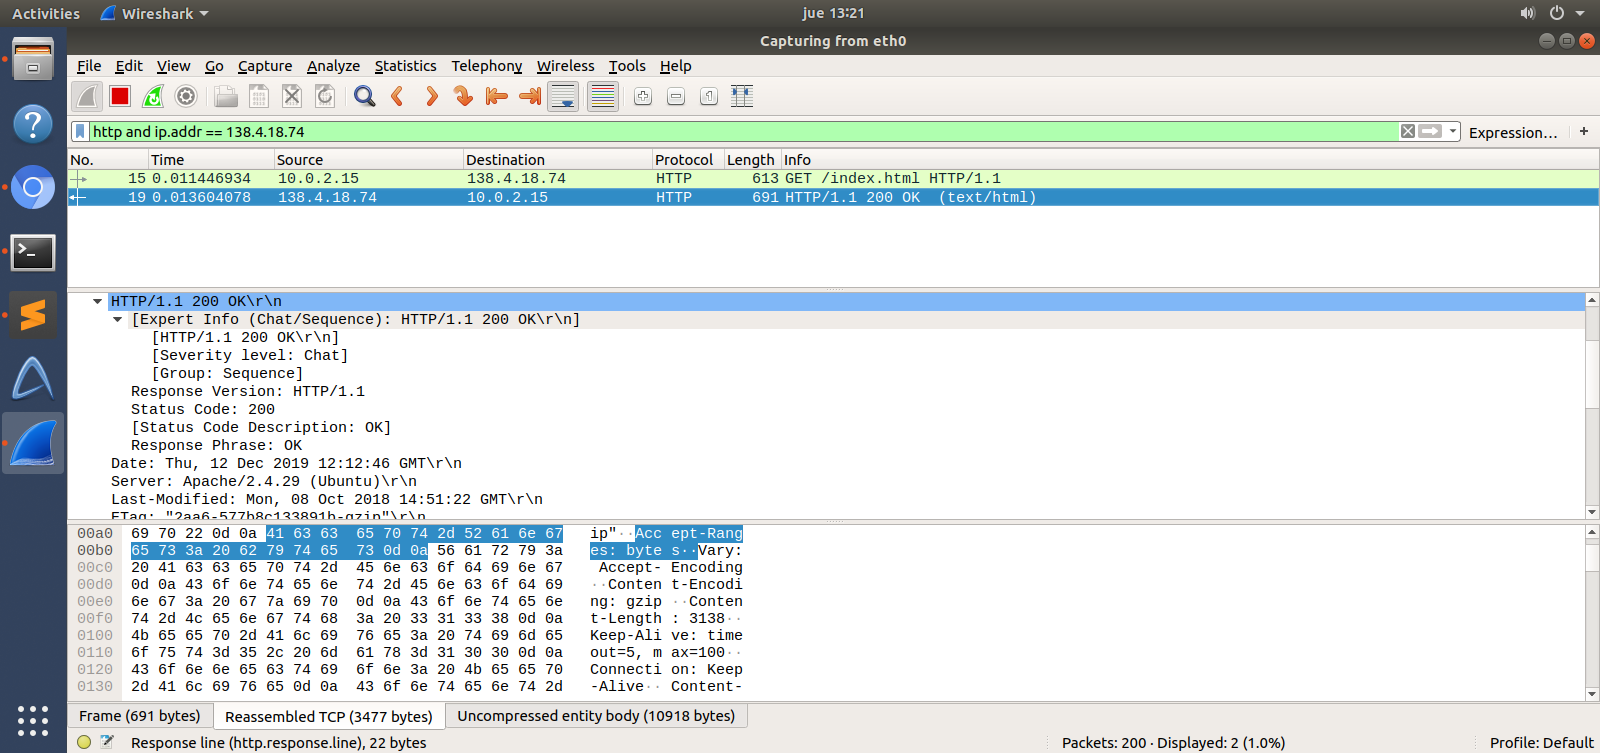 Activities Wireshark jue 13:21
Capturing from eth0
File Edit View Go Capture Analyze Statistics Telephony Wireless Tools Help
http and ip.addr == 138.4.18.74 Expression… +
No. Time Source Destination Protocol Length Info
15 0.011446934 10.0.2.15 138.4.18.74 HTTP 613 GET /index.html HTTP/1.1
19 0.013604078 138.4.18.74 10.0.2.15 HTTP 691 HTTP/1.1 200 OK (text/html)
HTTP/1.1 200 OK\r\n
[Expert Info (Chat/Sequence): HTTP/1.1 200 OK\r\n]
[HTTP/1.1 200 OK\r\n]
[Severity level: Chat]
[Group: Sequence]
Response Version: HTTP/1.1
Status Code: 200
[Status Code Description: OK]
Response Phrase: OK
Date: Thu, 12 Dec 2019 12:12:46 GMT\r\n
Server: Apache/2.4.29 (Ubuntu)\r\n
Last-Modified: Mon, 08 Oct 2018 14:51:22 GMT\r\n
ETag: "2aa6-577b8c133891b-gzip"\r\n
00a0 69 70 22 0d 0a 41 63 63 65 70 74 2d 52 61 6e 67 ip"··Acc ept-Rang
00b0 65 73 3a 20 62 79 74 65 73 0d 0a 56 61 72 79 3a es: byte s··Vary:
00c0 20 41 63 63 65 70 74 2d 45 6e 63 6f 64 69 6e 67 Accept- Encoding
00d0 0d 0a 43 6f 6e 74 65 6e 74 2d 45 6e 63 6f 64 69 ··Conten t-Encodi
00e0 6e 67 3a 20 67 7a 69 70 0d 0a 43 6f 6e 74 65 6e ng: gzip ··Conten
00f0 74 2d 4c 65 6e 67 74 68 3a 20 33 31 33 38 0d 0a t-Length : 3138··
0100 4b 65 65 70 2d 41 6c 69 76 65 3a 20 74 69 6d 65 Keep-Ali ve: time
0110 6f 75 74 3d 35 2c 20 6d 61 78 3d 31 30 30 0d 0a out=5, m ax=100··
0120 43 6f 6e 6e 65 63 74 69 6f 6e 3a 20 4b 65 65 70 Connecti on: Keep
0130 2d 41 6c 69 76 65 0d 0a 43 6f 6e 74 65 6e 74 2d -Alive·· Content-
Frame (691 bytes) Reassembled TCP (3477 bytes) Uncompressed entity body (10918 bytes)
Response line (http.response.line), 22 bytes Packets: 200 · Displayed: 2 (1.0%) Profile: Default